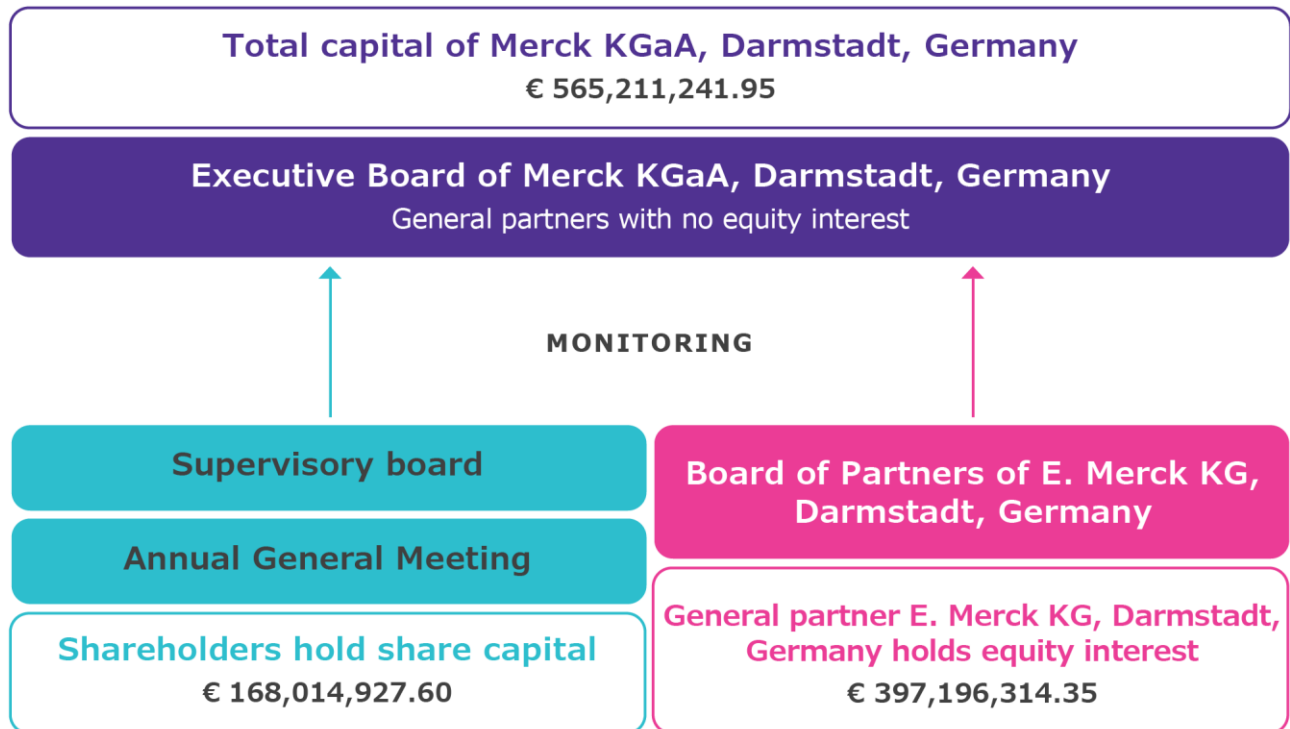 Total capital of Merck KGaA, Darmstadt, Germany
€ 565,211,241.95
Executive Board of Merck KGaA, Darmstadt, Germany
General partners with no equity interest
MONITORING
Supervisory board
Annual General Meeting
Shareholders hold share capital
€ 168,014,927.60
Board of Partners of E. Merck KG,
Darmstadt, Germany
General partner E. Merck KG, Darmstadt,
Germany holds equity interest
€ 397,196,314.35